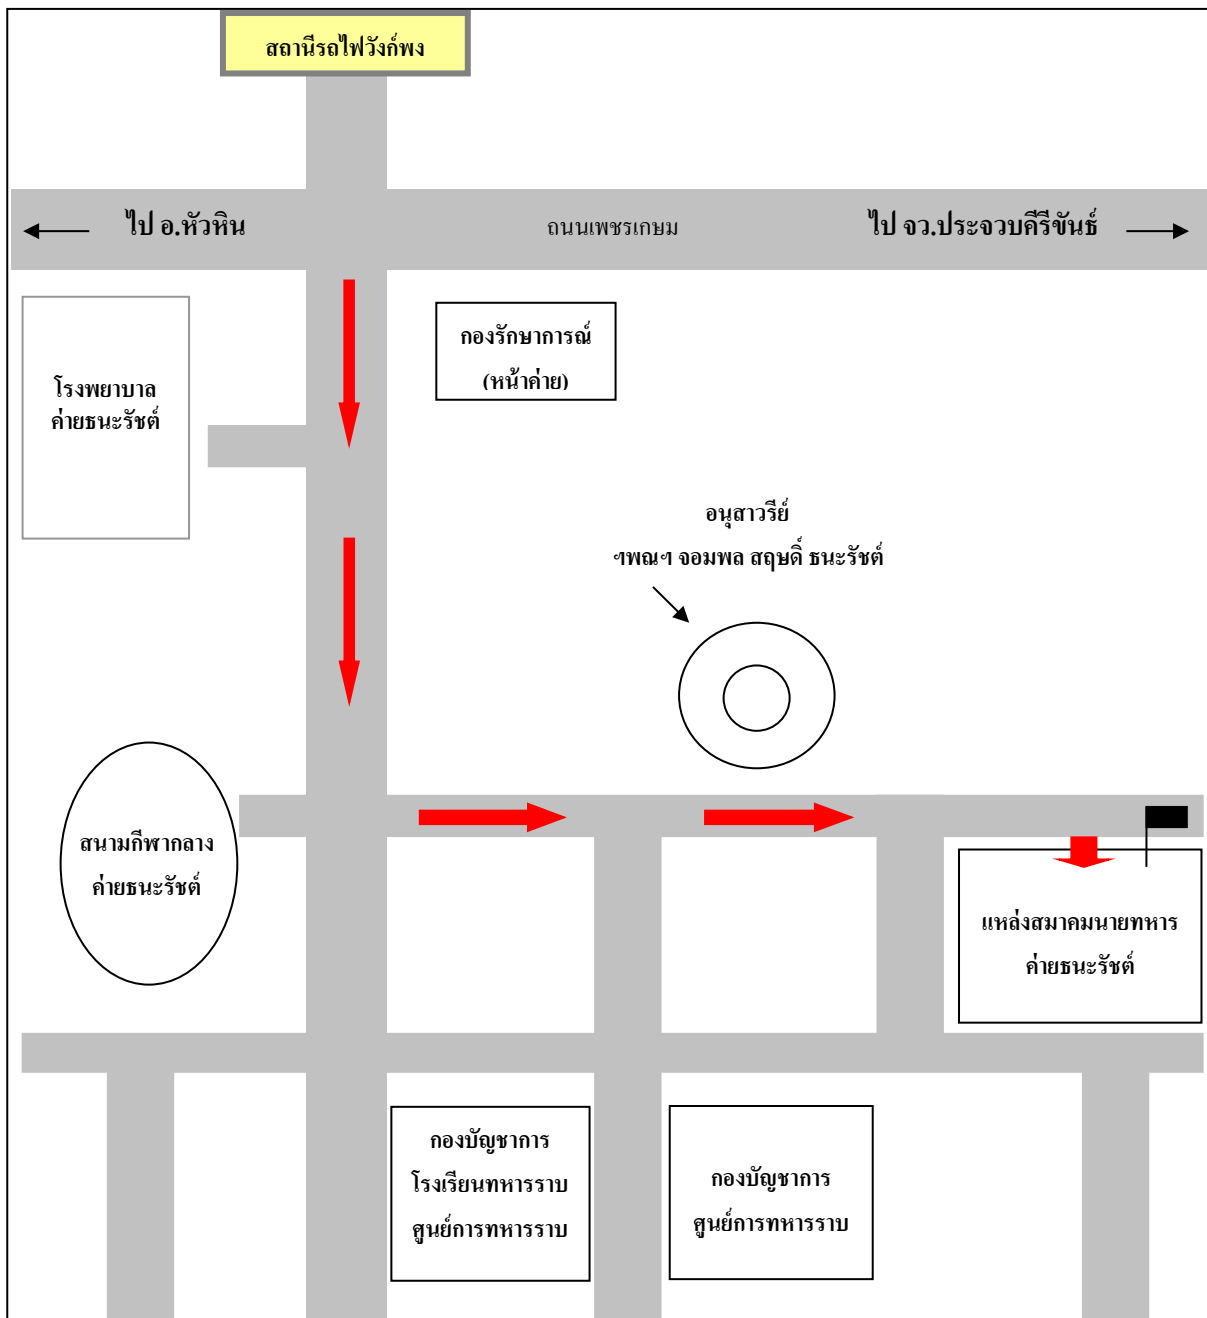 สถานีรถไฟวังก์พง
ไป อ.หัวหิน
ถนนเพชรเกษม
ไป จว.ประจวบคีรีขันธ์
กองรักษาการณ์
(หน้าค่าย)
โรงพยาบาล
ค่ายธนะรัชต์
อนุสาวรีย์
ฯพณฯ จอมพล สฤษดิ์ ธนะรัชต์
สนามกีฬากลาง
ค่ายธนะรัชต์
แหล่งสมาคมนายทหาร
ค่ายธนะรัชต์
กองบัญชาการ
โรงเรียนทหารราบ
ศูนย์การทหารราบ
กองบัญชาการ
ศูนย์การทหารราบ